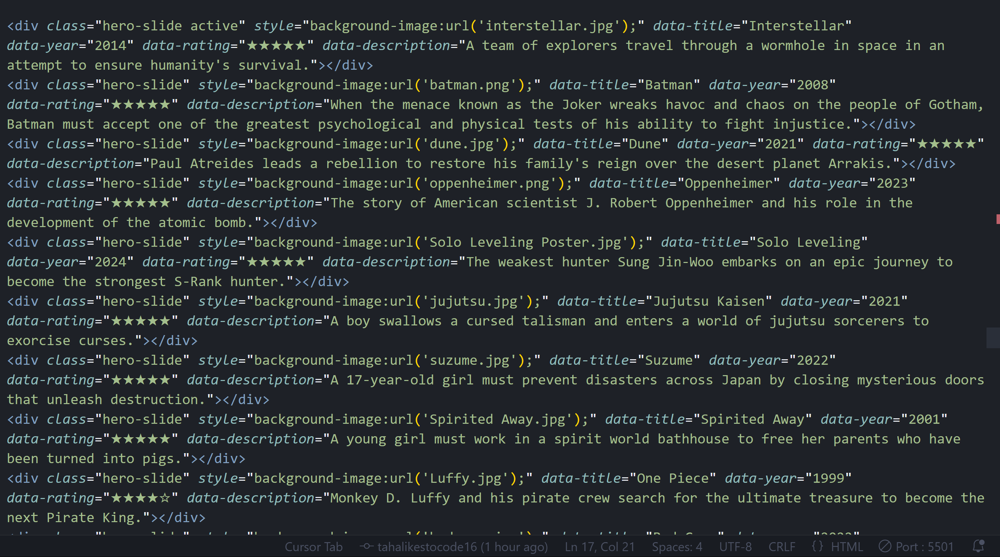 <div class="hero-slide active" style="background-image:url('interstellar.jpg');" data-title="Interstellar"
data-year="2014" data-rating="★★★★★" data-description="A team of explorers travel through a wormhole in space in an
attempt to ensure humanity's survival."></div>
<div class="hero-slide" style="background-image:url('batman.png');" data-title="Batman" data-year="2008"
data-rating="★★★★★" data-description="When the menace known as the Joker wreaks havoc and chaos on the people of Gotham,
Batman must accept one of the greatest psychological and physical tests of his ability to fight injustice."></div>
<div class="hero-slide" style="background-image:url('dune.jpg');" data-title="Dune" data-year="2021" data-rating="★★★★★"
data-description="Paul Atreides leads a rebellion to restore his family's reign over the desert planet Arrakis."></div>
<div class="hero-slide" style="background-image:url('oppenheimer.png');" data-title="Oppenheimer" data-year="2023"
data-rating="★★★★★" data-description="The story of American scientist J. Robert Oppenheimer and his role in the
development of the atomic bomb."></div>
<div class="hero-slide" style="background-image:url('Solo Leveling Poster.jpg');" data-title="Solo Leveling"
data-year="2024" data-rating="★★★★★" data-description="The weakest hunter Sung Jin-Woo embarks on an epic journey to
become the strongest S-Rank hunter."></div>
<div class="hero-slide" style="background-image:url('jujutsu.jpg');" data-title="Jujutsu Kaisen" data-year="2021"
data-rating="★★★★★" data-description="A boy swallows a cursed talisman and enters a world of jujutsu sorcerers to
exorcise curses."></div>
<div class="hero-slide" style="background-image:url('suzume.jpg');" data-title="Suzume" data-year="2022"
data-rating="★★★★★" data-description="A 17-year-old girl must prevent disasters across Japan by closing mysterious doors
that unleash destruction."></div>
<div class="hero-slide" style="background-image:url('Spirited Away.jpg');" data-title="Spirited Away" data-year="2001"
data-rating="★★★★★" data-description="A young girl must work in a spirit world bathhouse to free her parents who have
been turned into pigs."></div>
<div class="hero-slide" style="background-image:url('Luffy.jpg');" data-title="One Piece" data-year="1999"
data-rating="★★★★☆" data-description="Monkey D. Luffy and his pirate crew search for the ultimate treasure to become the
next Pirate King."></div>
Cursor Tab tahalikestocode16 (1 hour ago) Ln 17, Col 21 Spaces: 4 UTF-8 CRLF {} HTML Port : 5501